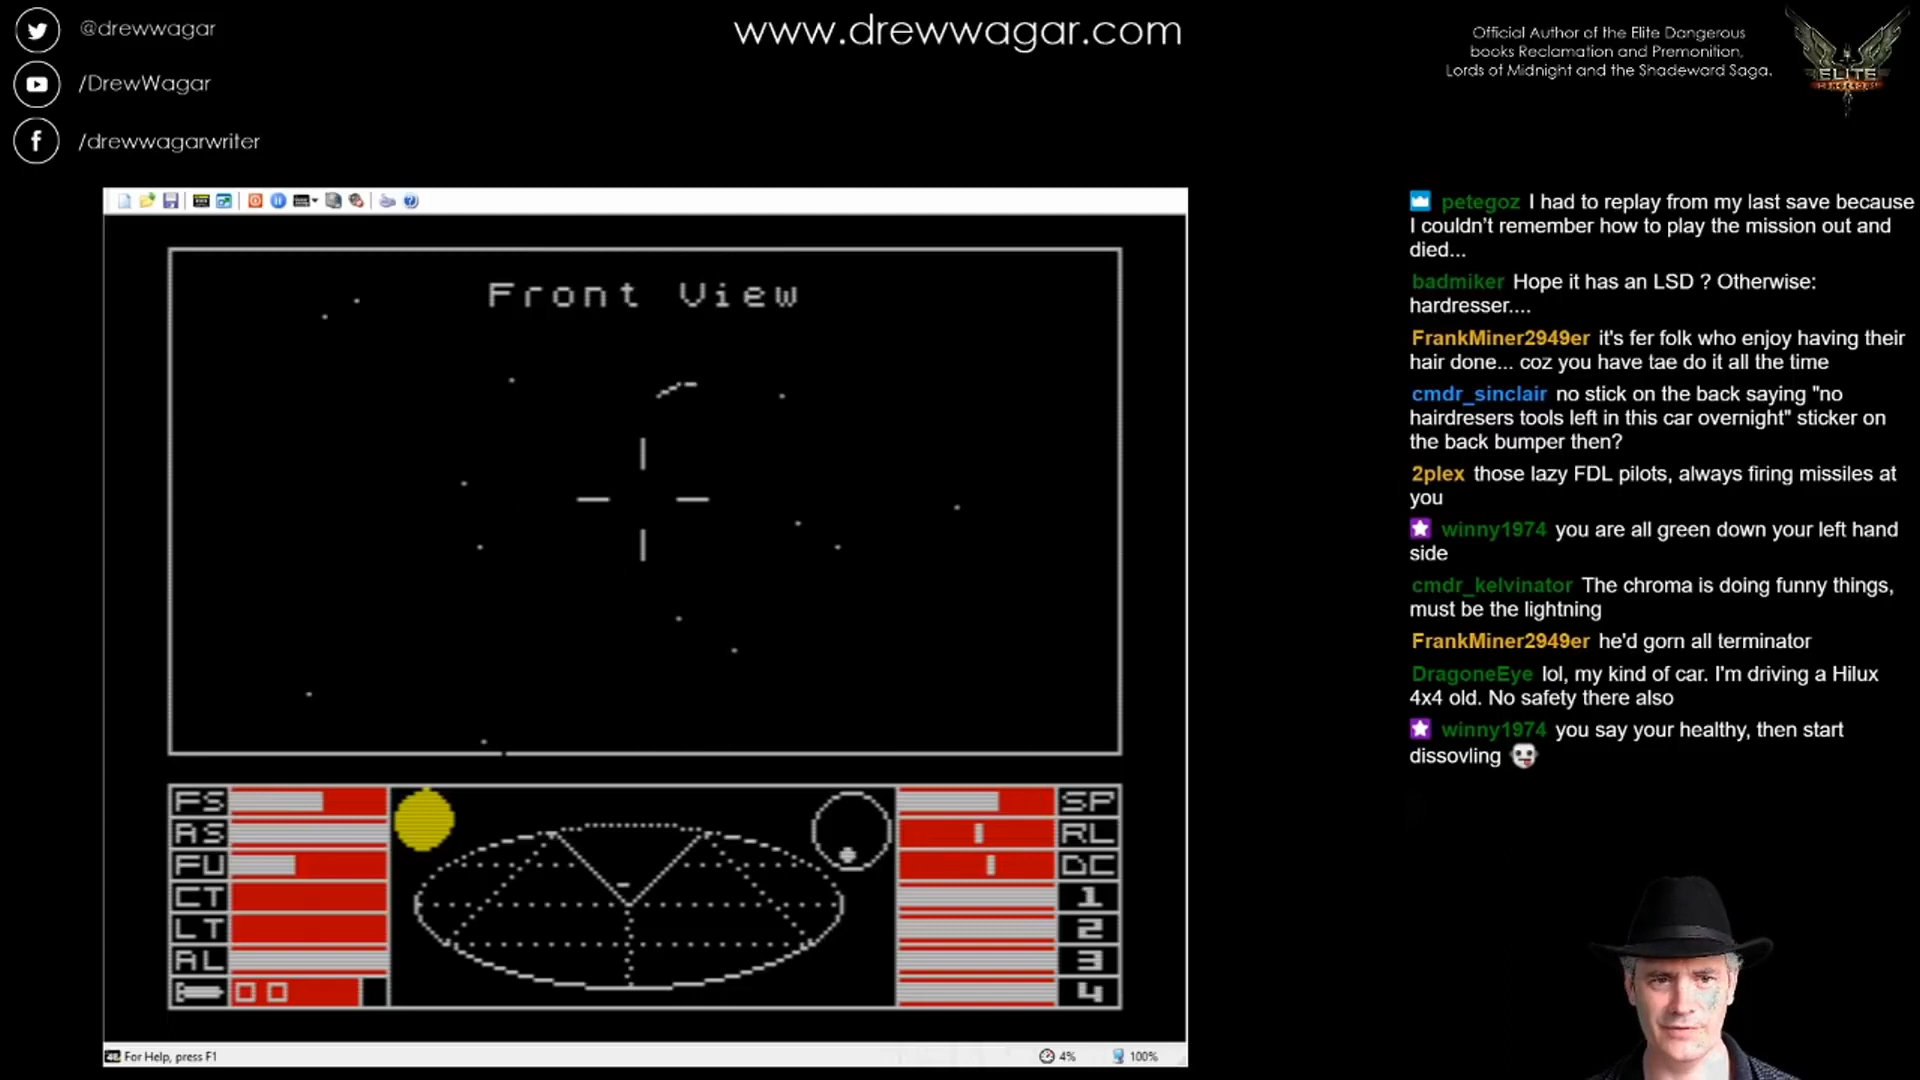 @drewwagar
/DrewWagar
/drewwagarwriter
www.drewwagar.com
Official Author of the Elite Dangerous
books Reclamation and Premonition,
Lords of Midnight and the Shadeward Saga.
ELITE
DANGEROUS
Front View
FS
AS
FU
CT
LT
AL
SP
RL
DC
1
2
3
4
For Help, press F1
4%
100%
petegoz I had to replay from my last save because
I couldn't remember how to play the mission out and
died...
badmiker Hope it has an LSD ? Otherwise:
hardresser....
FrankMiner2949er it's fer folk who enjoy having their
hair done... coz you have tae do it all the time
cmdr_sinclair no stick on the back saying "no
hairdresers tools left in this car overnight" sticker on
the back bumper then?
2plex those lazy FDL pilots, always firing missiles at
you
winny1974 you are all green down your left hand
side
cmdr_kelvinator The chroma is doing funny things,
must be the lightning
FrankMiner2949er he'd gorn all terminator
DragoneEye lol, my kind of car. I'm driving a Hilux
4x4 old. No safety there also
winny1974 you say your healthy, then start
dissovling